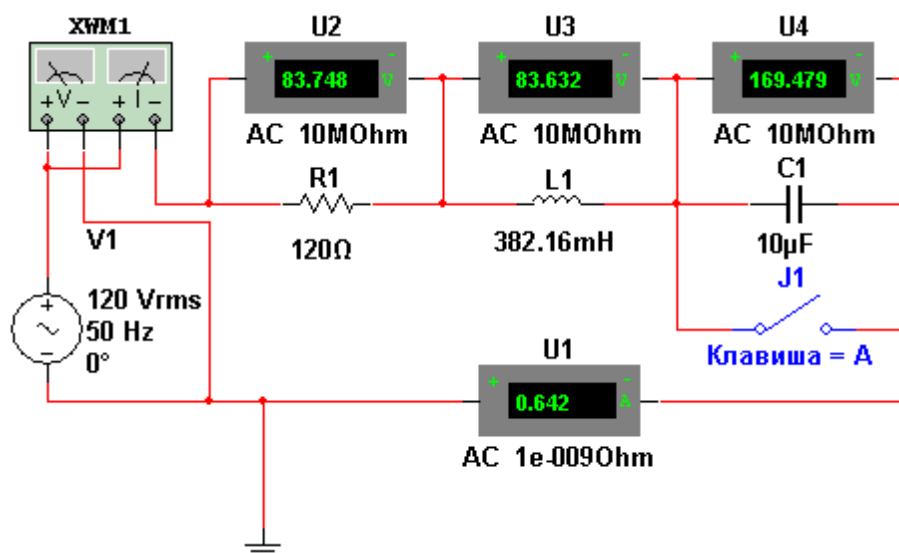 XWM1
U2
U3
U4
+ V - + I -
+ 83.748 - V
+ 83.632 - V
+ 169.479 - V
AC 10MOhm
AC 10MOhm
AC 10MOhm
R1
L1
C1
120Ω
382.16mH
10µF
V1
J1
120 Vrms
50 Hz
0°
Клавиша = A
U1
+ 0.642 - A
AC 1e-009Ohm